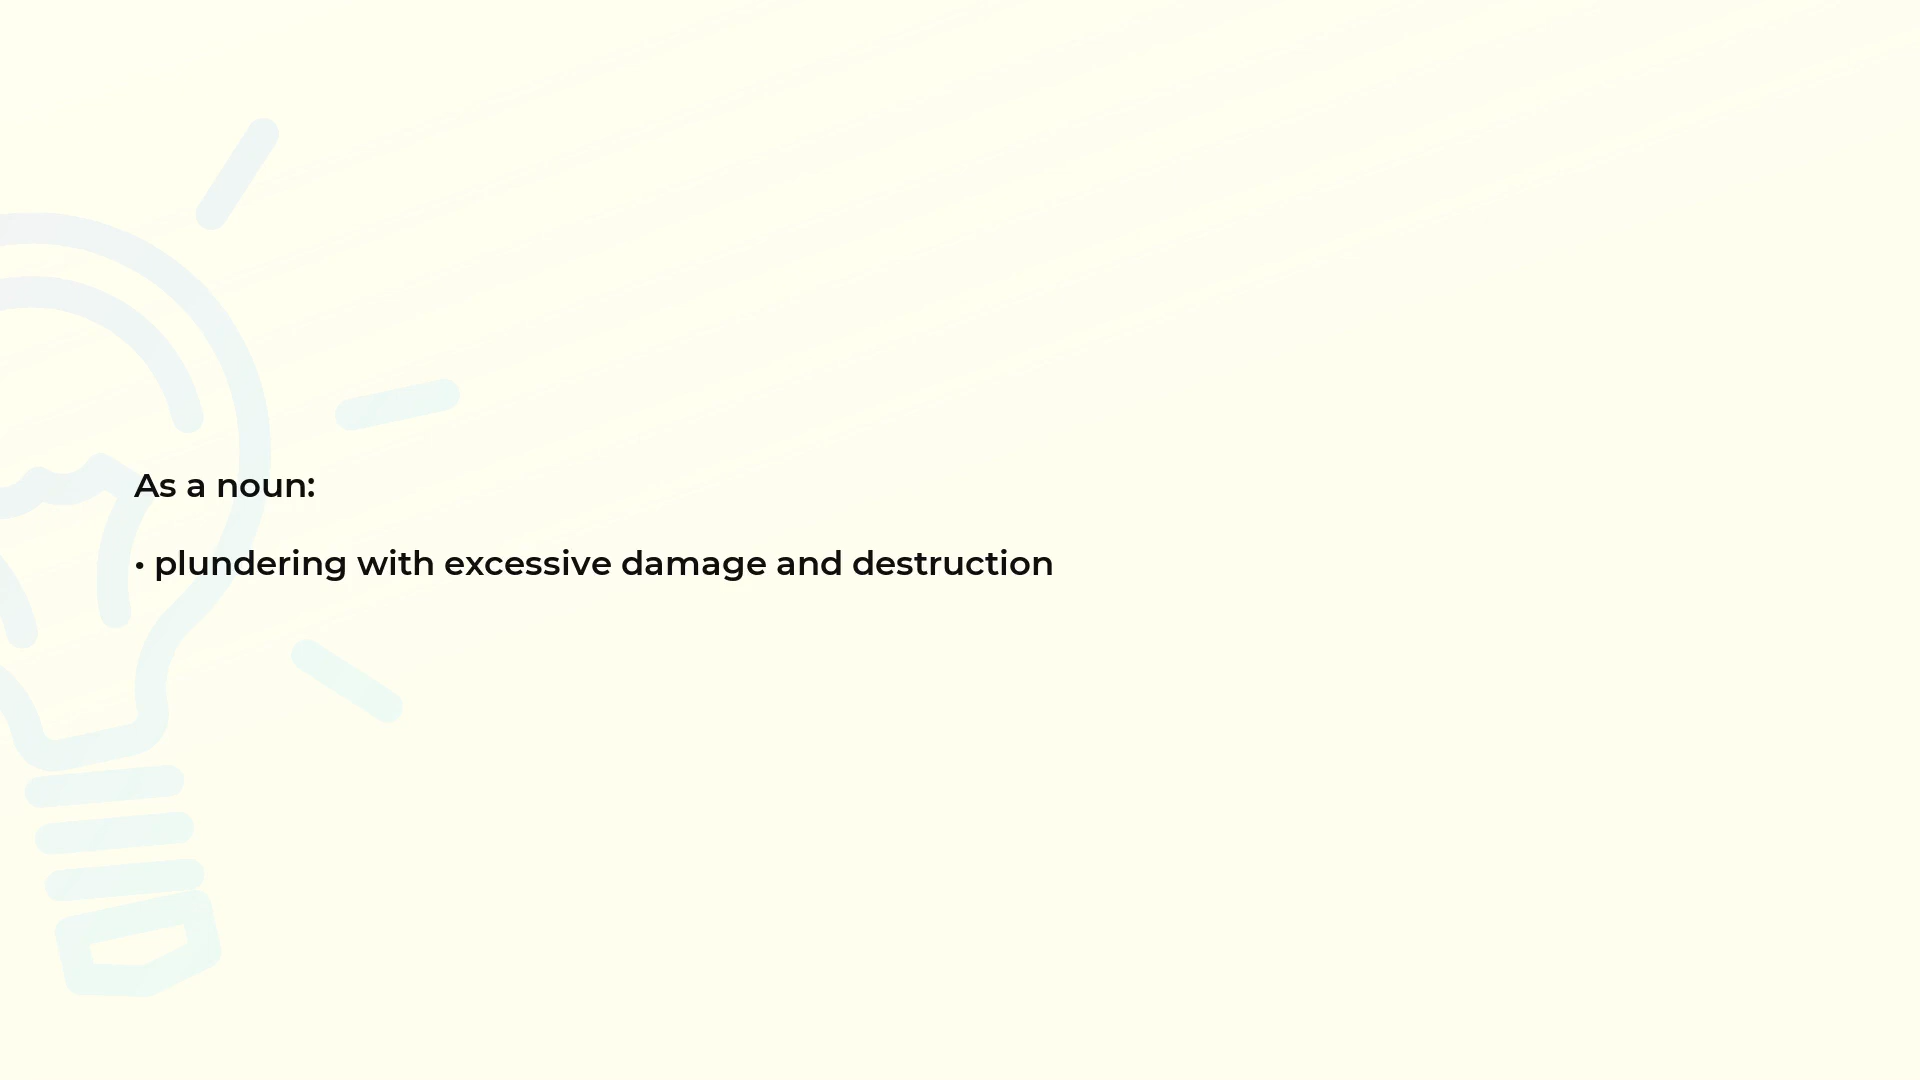 As a noun:
• plundering with excessive damage and destruction